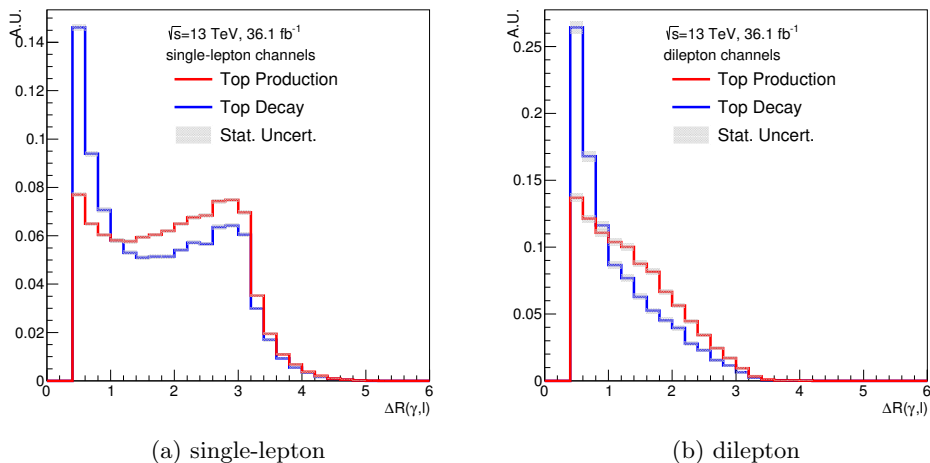 A.U.
√s=13 TeV, 36.1 fb⁻¹
single-lepton channels
Top Production
Top Decay
Stat. Uncert.
0.14
0.12
0.1
0.08
0.06
0.04
0.02
0
0 1 2 3 4 5 6
ΔR(γ,l)
(a) single-lepton
A.U.
√s=13 TeV, 36.1 fb⁻¹
dilepton channels
Top Production
Top Decay
Stat. Uncert.
0.25
0.2
0.15
0.1
0.05
0
0 1 2 3 4 5 6
ΔR(γ,l)
(b) dilepton